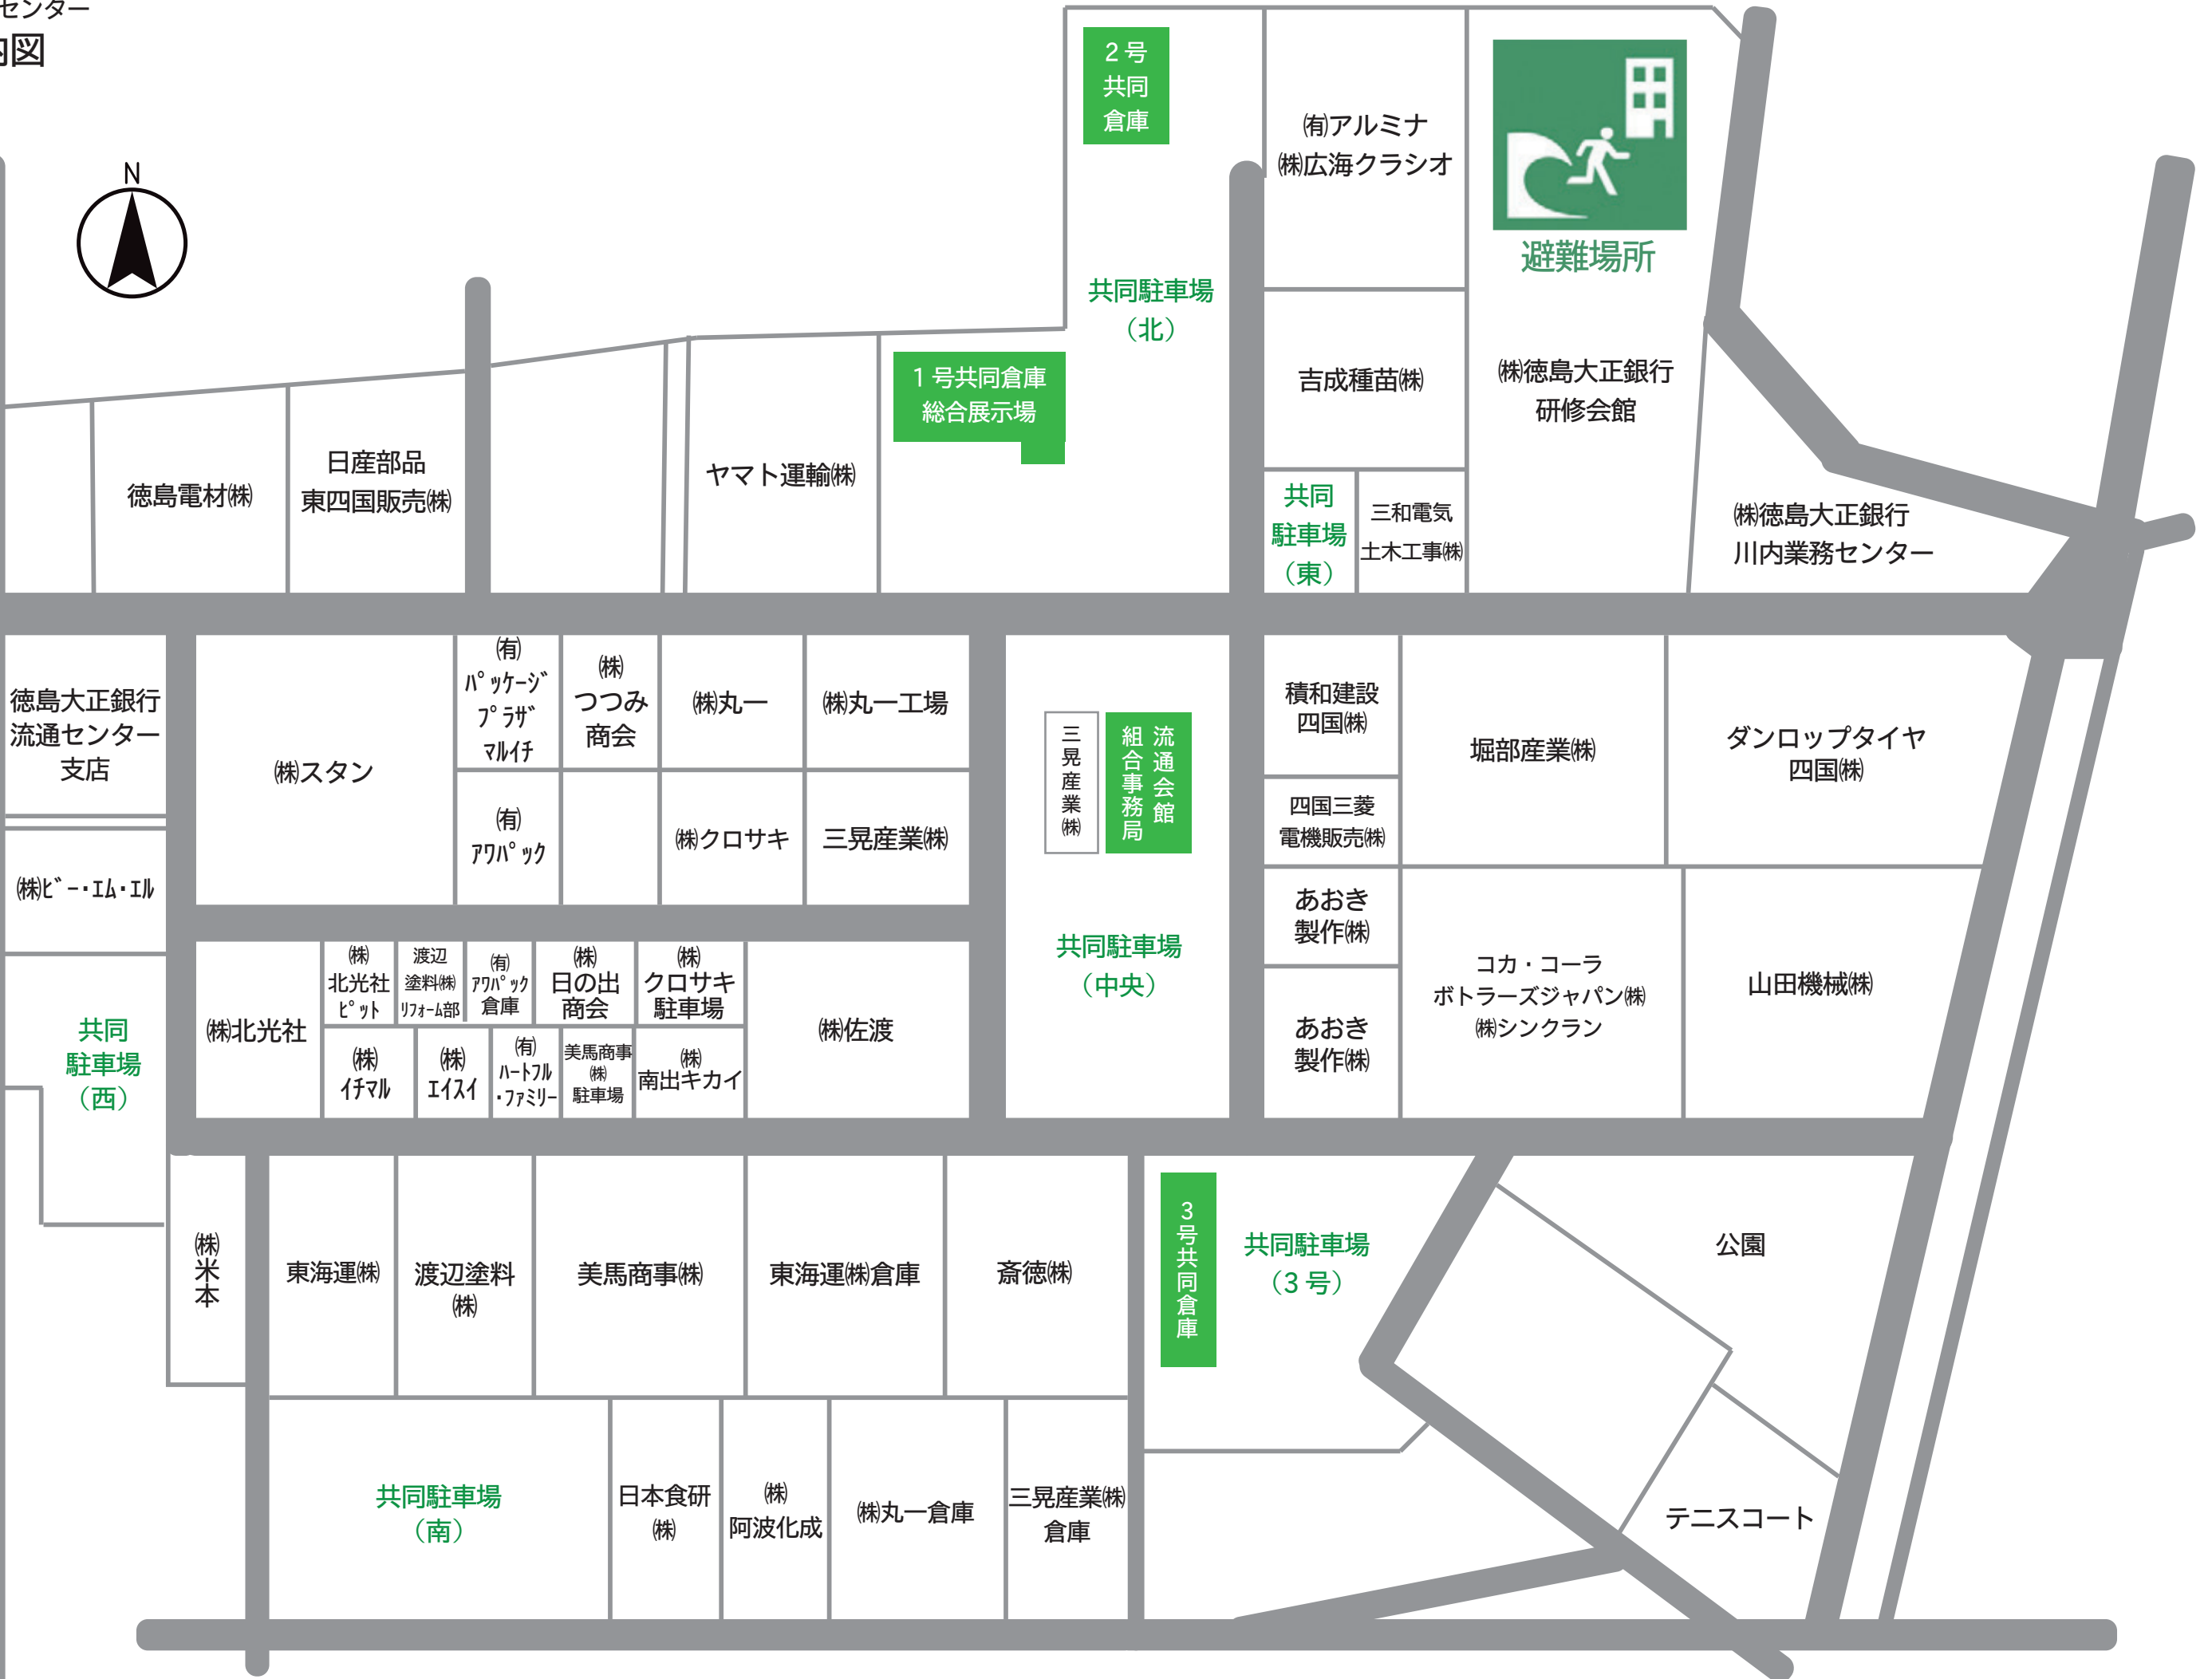 センター
内図
N
2号
共同
倉庫
㈲アルミナ
㈱広海クラシオ
避難場所
共同駐車場
（北）
1号共同倉庫
総合展示場
吉成種苗㈱
㈱徳島大正銀行
研修会館
徳島電材㈱
日産部品
東四国販売㈱
ヤマト運輸㈱
共同
駐車場
（東）
三和電気
土木工事㈱
㈱徳島大正銀行
川内業務センター
徳島大正銀行
流通センター
支店
㈱スタン
㈲
ﾊﾟｯｹｰｼﾞ
ﾌﾟﾗｻﾞ
ﾏﾙｲﾁ
㈱
つつみ
商会
㈱丸一
㈱丸一工場
三晃産業㈱
流通会館
組合事務局
積和建設
四国㈱
堀部産業㈱
ダンロップタイヤ
四国㈱
㈲
ｱﾜﾊﾟｯｸ
㈱クロサキ
三晃産業㈱
四国三菱
電機販売㈱
㈱ﾋﾞｰ・ｴﾑ・ｴﾙ
あおき
製作㈱
共同駐車場
（中央）
コカ・コーラ
ボトラーズジャパン㈱
㈱シンクラン
山田機械㈱
あおき
製作㈱
共同
駐車場
（西）
㈱北光社
㈱
北光社
ﾋﾟｯﾄ
渡辺
塗料㈱
ﾘﾌｫｰﾑ部
㈲
ｱﾜﾊﾟｯｸ
倉庫
㈱
日の出
商会
㈱
クロサキ
駐車場
㈱佐渡
㈱
ｲﾁﾏﾙ
㈱
ｴｲｽｲ
㈲
ﾊｰﾄﾌﾙ
・ﾌｧﾐﾘｰ
美馬商事
㈱
駐車場
㈱
南出キカイ
㈱米本
東海運㈱
渡辺塗料
㈱
美馬商事㈱
東海運㈱倉庫
斎徳㈱
3号共同倉庫
共同駐車場
（3号）
公園
共同駐車場
（南）
日本食研
㈱
㈱
阿波化成
㈱丸一倉庫
三晃産業㈱
倉庫
テニスコート